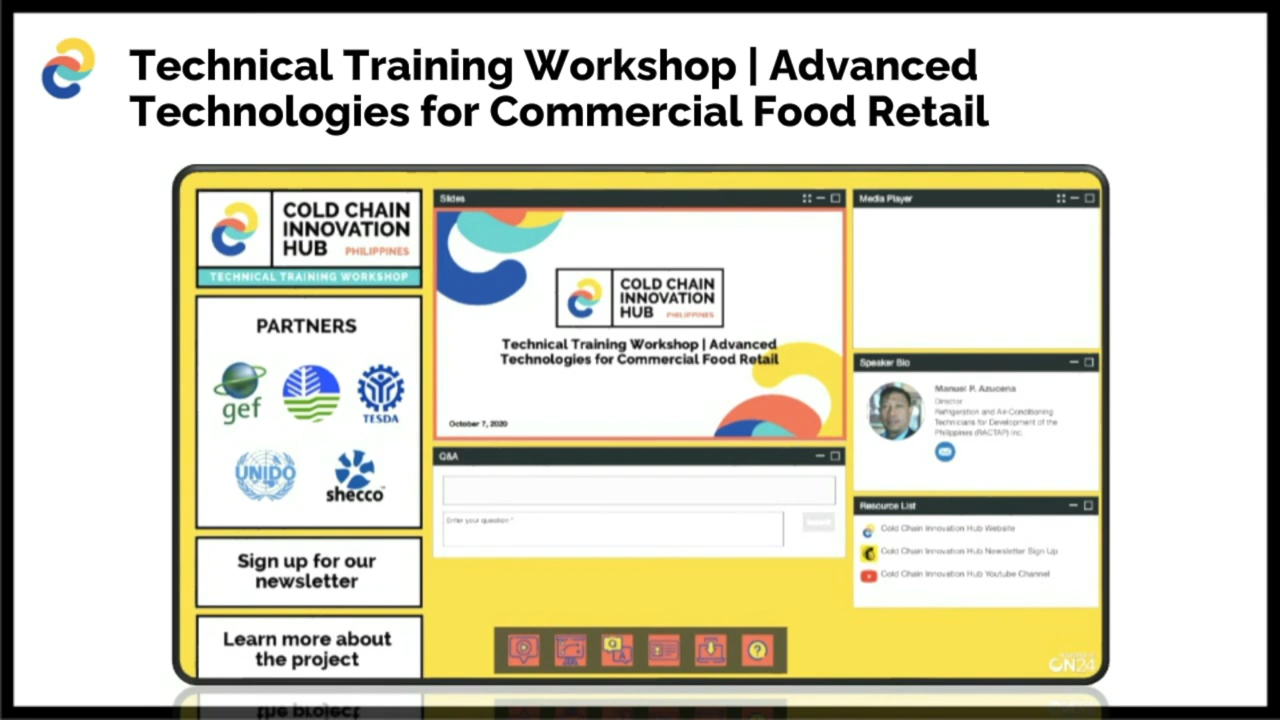 Technical Training Workshop | Advanced
Technologies for Commercial Food Retail
COLD CHAIN
INNOVATION
HUB PHILIPPINES
TECHNICAL TRAINING WORKSHOP
PARTNERS
gef
TESDA
UNIDO
shecco
Sign up for our
newsletter
Learn more about
the project
Slides
COLD CHAIN
INNOVATION
HUB PHILIPPINES
Technical Training Workshop | Advanced
Technologies for Commercial Food Retail
October 7, 2020
Q&A
Enter your question *
Media Player
Speaker Bio
Manuel P. Azucena
Director
Refrigeration and Air-Conditioning
Technicians for Development of the
Philippines (RACTAP) Inc.
Resource List
Cold Chain Innovation Hub Website
Cold Chain Innovation Hub Newsletter Sign Up
Cold Chain Innovation Hub Youtube Channel
ON24